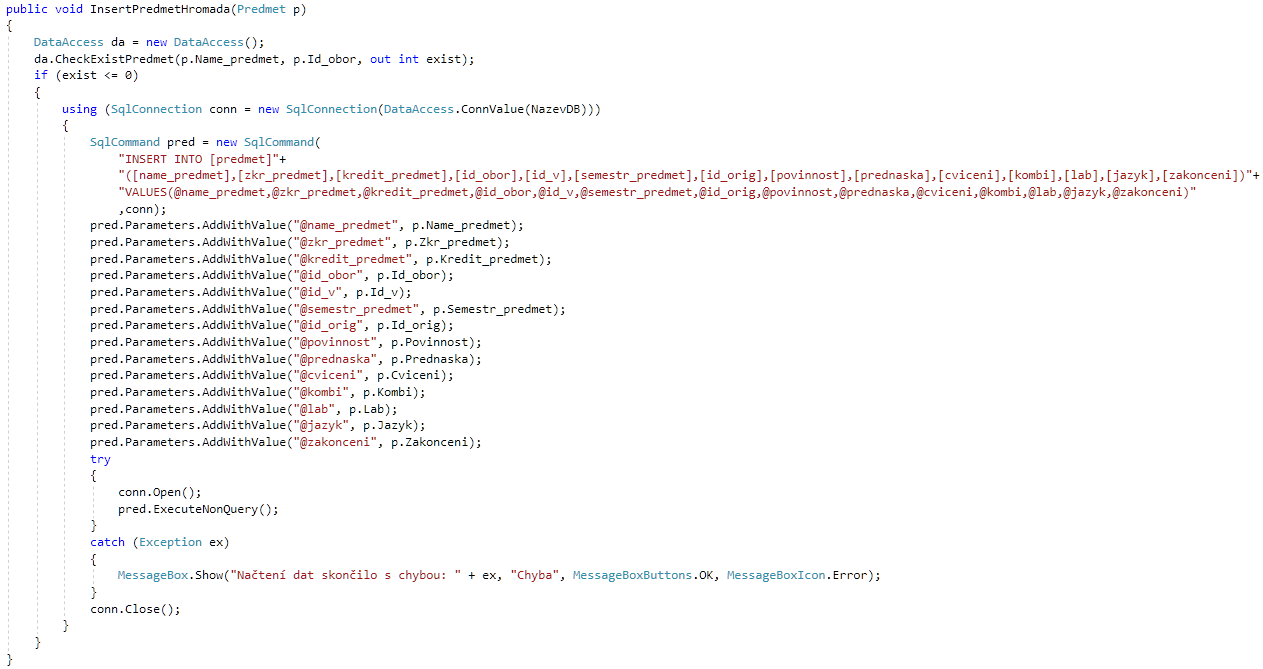 public void InsertPredmetHromada(Predmet p)
{
    DataAccess da = new DataAccess();
    da.CheckExistPredmet(p.Name_predmet, p.Id_obor, out int exist);
    if (exist <= 0)
    {
        using (SqlConnection conn = new SqlConnection(DataAccess.ConnValue(NazevDB)))
        {
            SqlCommand pred = new SqlCommand(
                "INSERT INTO [predmet]"+
                "([name_predmet],[zkr_predmet],[kredit_predmet],[id_obor],[id_v],[semestr_predmet],[id_orig],[povinnost],[prednaska],[cviceni],[kombi],[lab],[jazyk],[zakonceni])"+
                "VALUES(@name_predmet,@zkr_predmet,@kredit_predmet,@id_obor,@id_v,@semestr_predmet,@id_orig,@povinnost,@prednaska,@cviceni,@kombi,@lab,@jazyk,@zakonceni)"
                ,conn);
            pred.Parameters.AddWithValue("@name_predmet", p.Name_predmet);
            pred.Parameters.AddWithValue("@zkr_predmet", p.Zkr_predmet);
            pred.Parameters.AddWithValue("@kredit_predmet", p.Kredit_predmet);
            pred.Parameters.AddWithValue("@id_obor", p.Id_obor);
            pred.Parameters.AddWithValue("@id_v", p.Id_v);
            pred.Parameters.AddWithValue("@semestr_predmet", p.Semestr_predmet);
            pred.Parameters.AddWithValue("@id_orig", p.Id_orig);
            pred.Parameters.AddWithValue("@povinnost", p.Povinnost);
            pred.Parameters.AddWithValue("@prednaska", p.Prednaska);
            pred.Parameters.AddWithValue("@cviceni", p.Cviceni);
            pred.Parameters.AddWithValue("@kombi", p.Kombi);
            pred.Parameters.AddWithValue("@lab", p.Lab);
            pred.Parameters.AddWithValue("@jazyk", p.Jazyk);
            pred.Parameters.AddWithValue("@zakonceni", p.Zakonceni);
            try
            {
                conn.Open();
                pred.ExecuteNonQuery();
            }
            catch (Exception ex)
            {
                MessageBox.Show("Načtení dat skončilo s chybou: " + ex, "Chyba", MessageBoxButtons.OK, MessageBoxIcon.Error);
            }
            conn.Close();
        }
    }
}